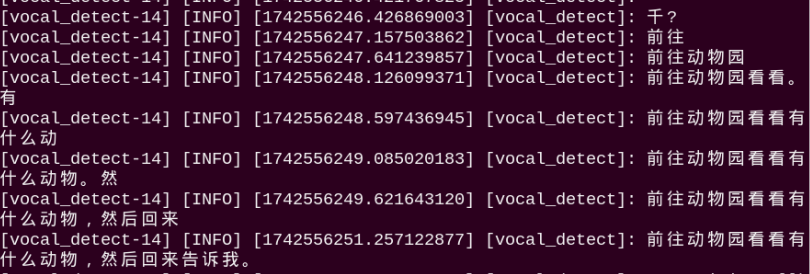 [vocal_detect-14] [INFO] [1742556246.426869003] [vocal_detect]: 千?
[vocal_detect-14] [INFO] [1742556247.157503862] [vocal_detect]: 前往
[vocal_detect-14] [INFO] [1742556247.641239857] [vocal_detect]: 前往动物园
[vocal_detect-14] [INFO] [1742556248.126099371] [vocal_detect]: 前往动物园看看。
有
[vocal_detect-14] [INFO] [1742556248.597436945] [vocal_detect]: 前往动物园看看有
什么动
[vocal_detect-14] [INFO] [1742556249.085020183] [vocal_detect]: 前往动物园看看有
什么动物。然
[vocal_detect-14] [INFO] [1742556249.621643120] [vocal_detect]: 前往动物园看看有
什么动物，然后回来
[vocal_detect-14] [INFO] [1742556251.257122877] [vocal_detect]: 前往动物园看看有
什么动物，然后回来告诉我。